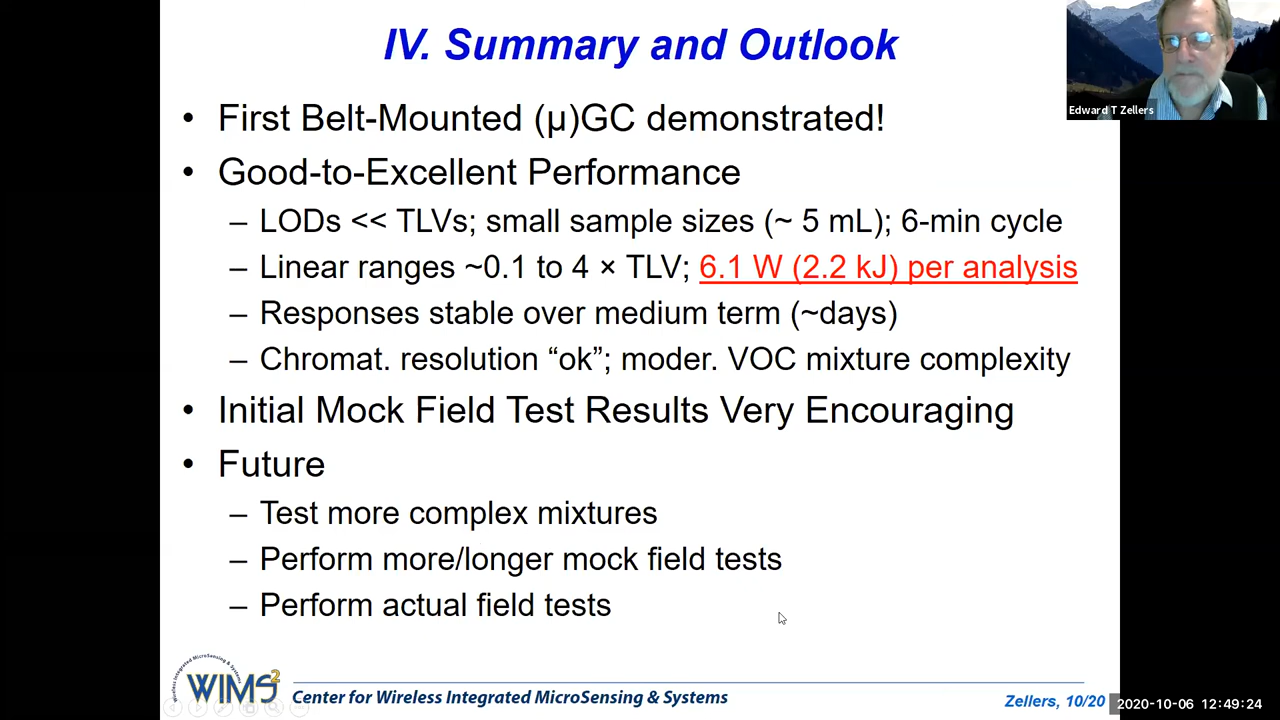 IV. Summary and Outlook
Edward T Zellers
• First Belt-Mounted (μ)GC demonstrated!
• Good-to-Excellent Performance
– LODs << TLVs; small sample sizes (~ 5 mL); 6-min cycle
– Linear ranges ~0.1 to 4 × TLV; 6.1 W (2.2 kJ) per analysis
– Responses stable over medium term (~days)
– Chromat. resolution “ok”; moder. VOC mixture complexity
• Initial Mock Field Test Results Very Encouraging
• Future
– Test more complex mixtures
– Perform more/longer mock field tests
– Perform actual field tests
Wireless Integrated MicroSensing & Systems
WIMS2
Center for Wireless Integrated MicroSensing & Systems
Zellers, 10/20
2020-10-06 12:49:24